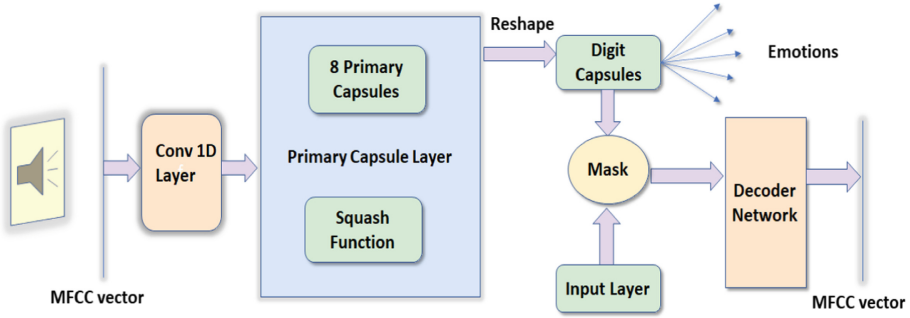 MFCC vector
Conv 1D
Layer
8 Primary
Capsules
Primary Capsule Layer
Squash
Function
Reshape
Digit
Capsules
Emotions
Mask
Input Layer
Decoder
Network
MFCC vector